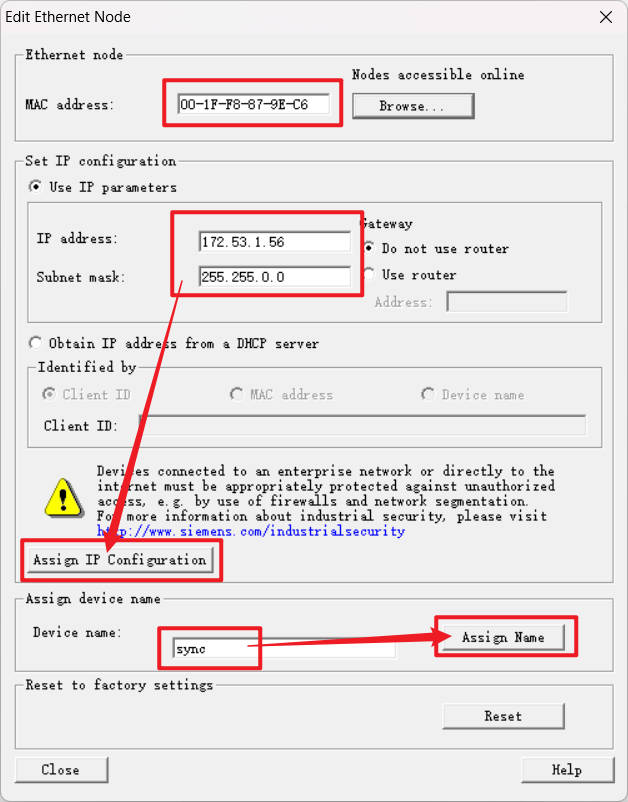 Edit Ethernet Node
Ethernet node
Nodes accessible online
MAC address:
00-1F-F8-87-9E-C6
Browse...
Set IP configuration
Use IP parameters
Gateway
IP address:
172.53.1.56
Do not use router
Subnet mask:
255.255.0.0
Use router
Address:
Obtain IP address from a DHCP server
Identified by
Client ID
MAC address
Device name
Client ID:
Devices connected to an enterprise network or directly to the
internet must be appropriately protected against unauthorized
access, e.g. by use of firewalls and network segmentation.
For more information about industrial security, please visit
http://www.siemens.com/industrialsecurity
Assign IP Configuration
Assign device name
Device name:
sync
Assign Name
Reset to factory settings
Reset
Close
Help